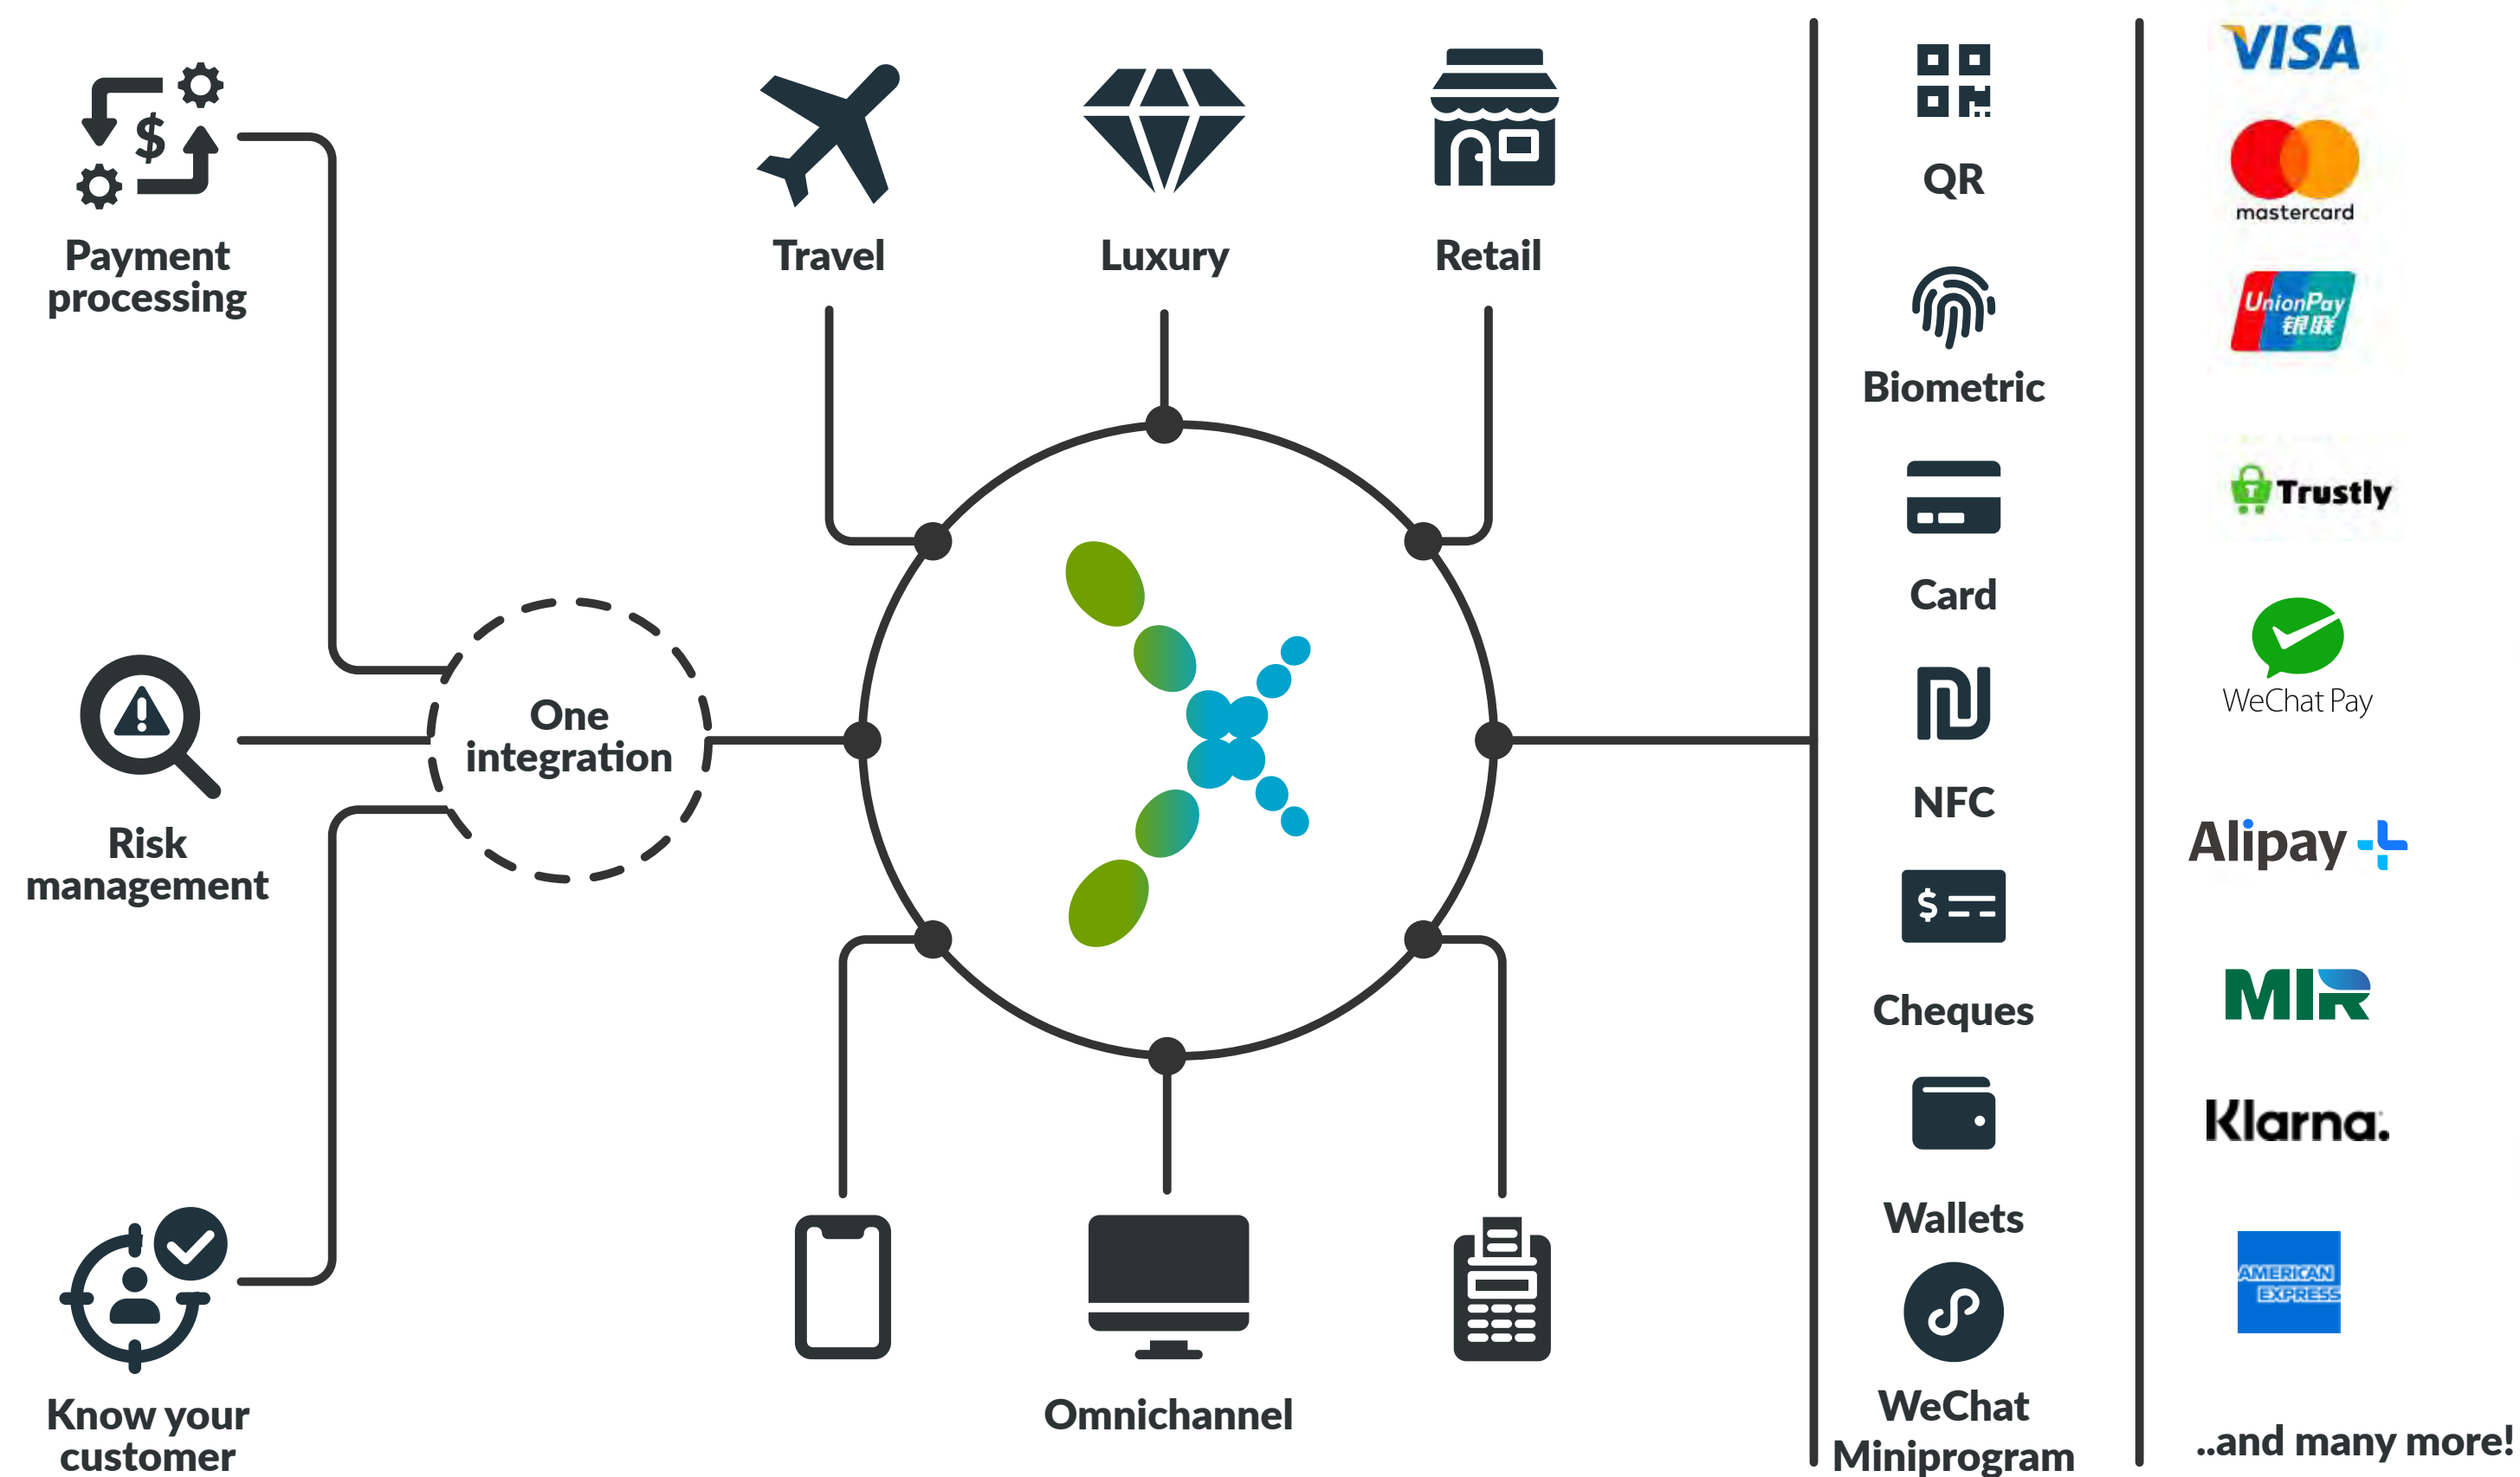 Payment
processing
Risk
management
Know your
customer
One
integration
Travel
Luxury
Retail
Omnichannel
QR
Biometric
Card
NFC
Cheques
Wallets
WeChat
Miniprogram
VISA
mastercard
UnionPay
银联
Trustly
WeChat Pay
Alipay
MIR
Klarna.
AMERICAN
EXPRESS
..and many more!